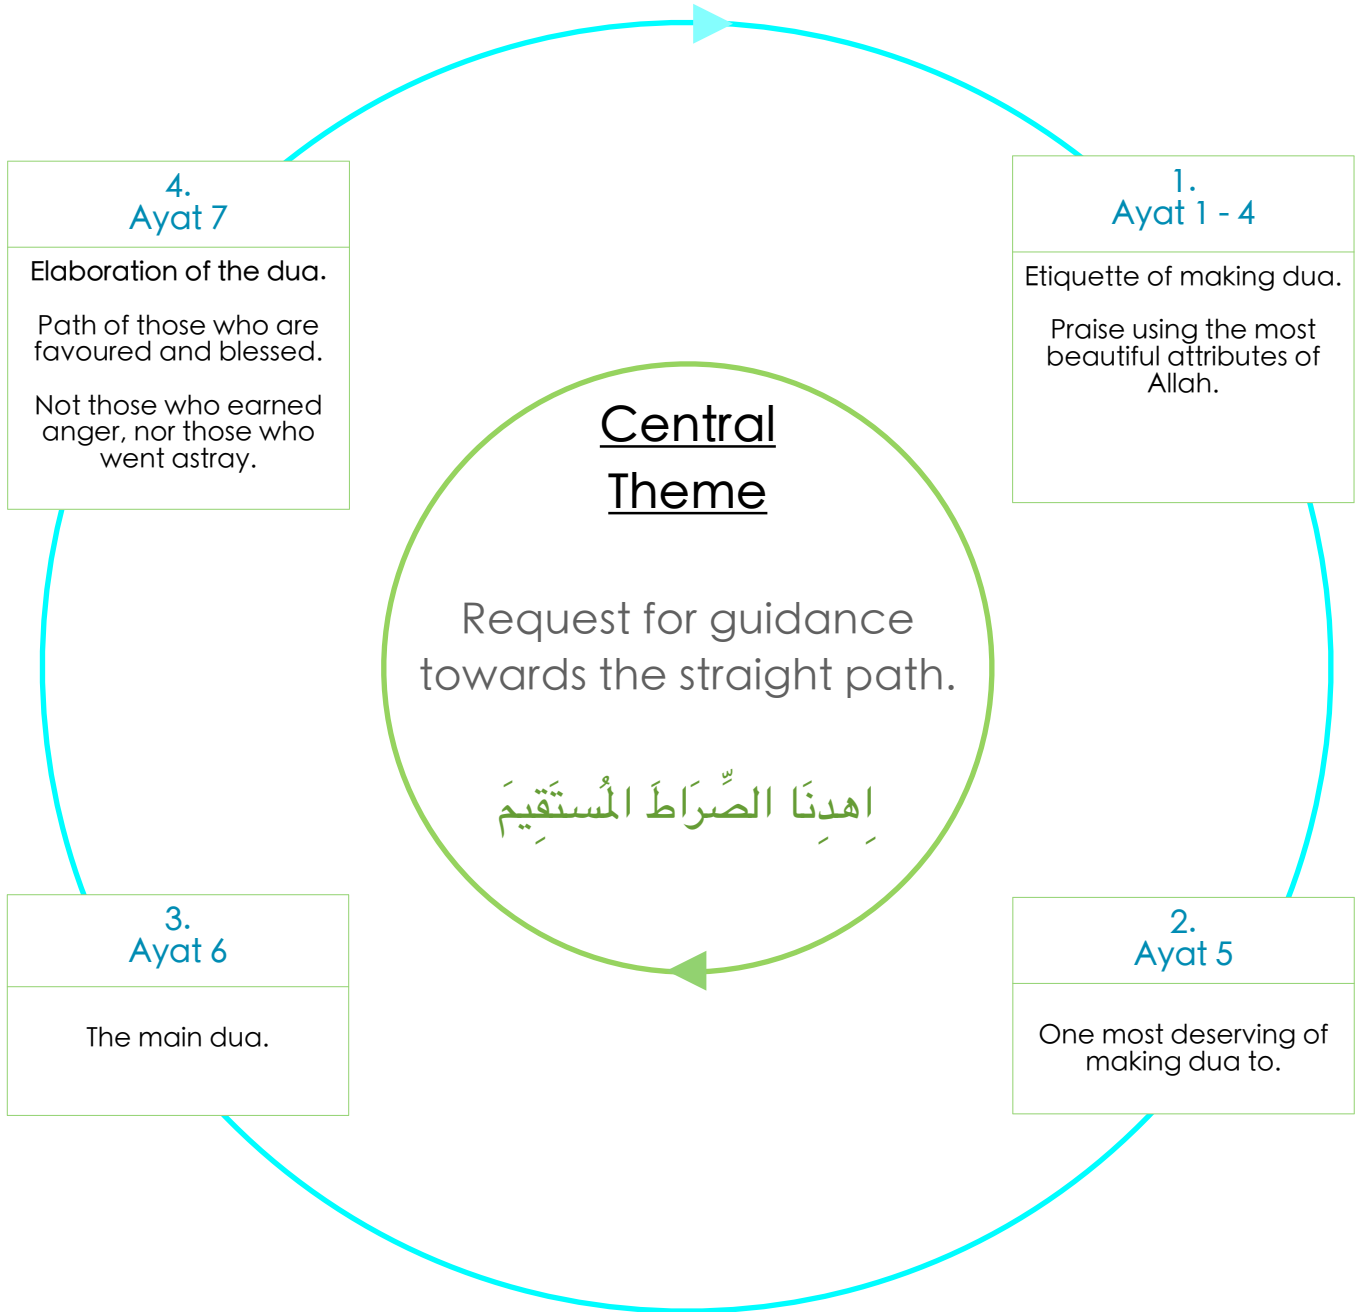 1.
Ayat 1 - 4
Etiquette of making dua.
Praise using the most
beautiful attributes of
Allah.
2.
Ayat 5
One most deserving of
making dua to.
3.
Ayat 6
The main dua.
4.
Ayat 7
Elaboration of the dua.
Path of those who are
favoured and blessed.
Not those who earned
anger, nor those who
went astray.
Central
Theme
Request for guidance
towards the straight path.
اِهدِنَا الصِّرَاطَ المُستَقِيمَ